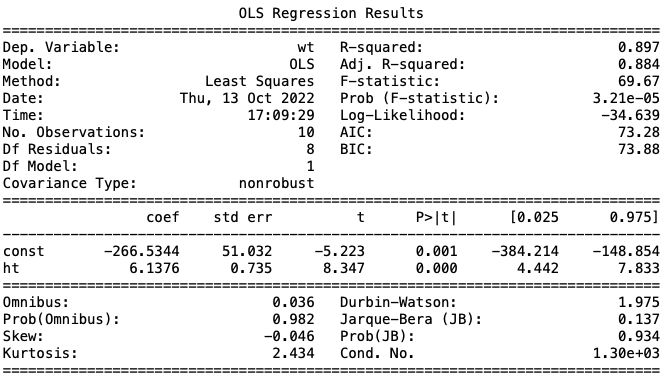 OLS Regression Results
==============================================================================
Dep. Variable:                     wt   R-squared:                       0.897
Model:                            OLS   Adj. R-squared:                  0.884
Method:                 Least Squares   F-statistic:                     69.67
Date:                Thu, 13 Oct 2022   Prob (F-statistic):           3.21e-05
Time:                        17:09:29   Log-Likelihood:                -34.639
No. Observations:                  10   AIC:                             73.28
Df Residuals:                       8   BIC:                             73.88
Df Model:                           1
Covariance Type:            nonrobust
==============================================================================
                 coef    std err          t      P>|t|      [0.025      0.975]
------------------------------------------------------------------------------
const       -266.5344     51.032     -5.223      0.001    -384.214    -148.854
ht             6.1376      0.735      8.347      0.000       4.442       7.833
==============================================================================
Omnibus:                        0.036   Durbin-Watson:                   1.975
Prob(Omnibus):                  0.982   Jarque-Bera (JB):                0.137
Skew:                          -0.046   Prob(JB):                        0.934
Kurtosis:                       2.434   Cond. No.                     1.30e+03
==============================================================================